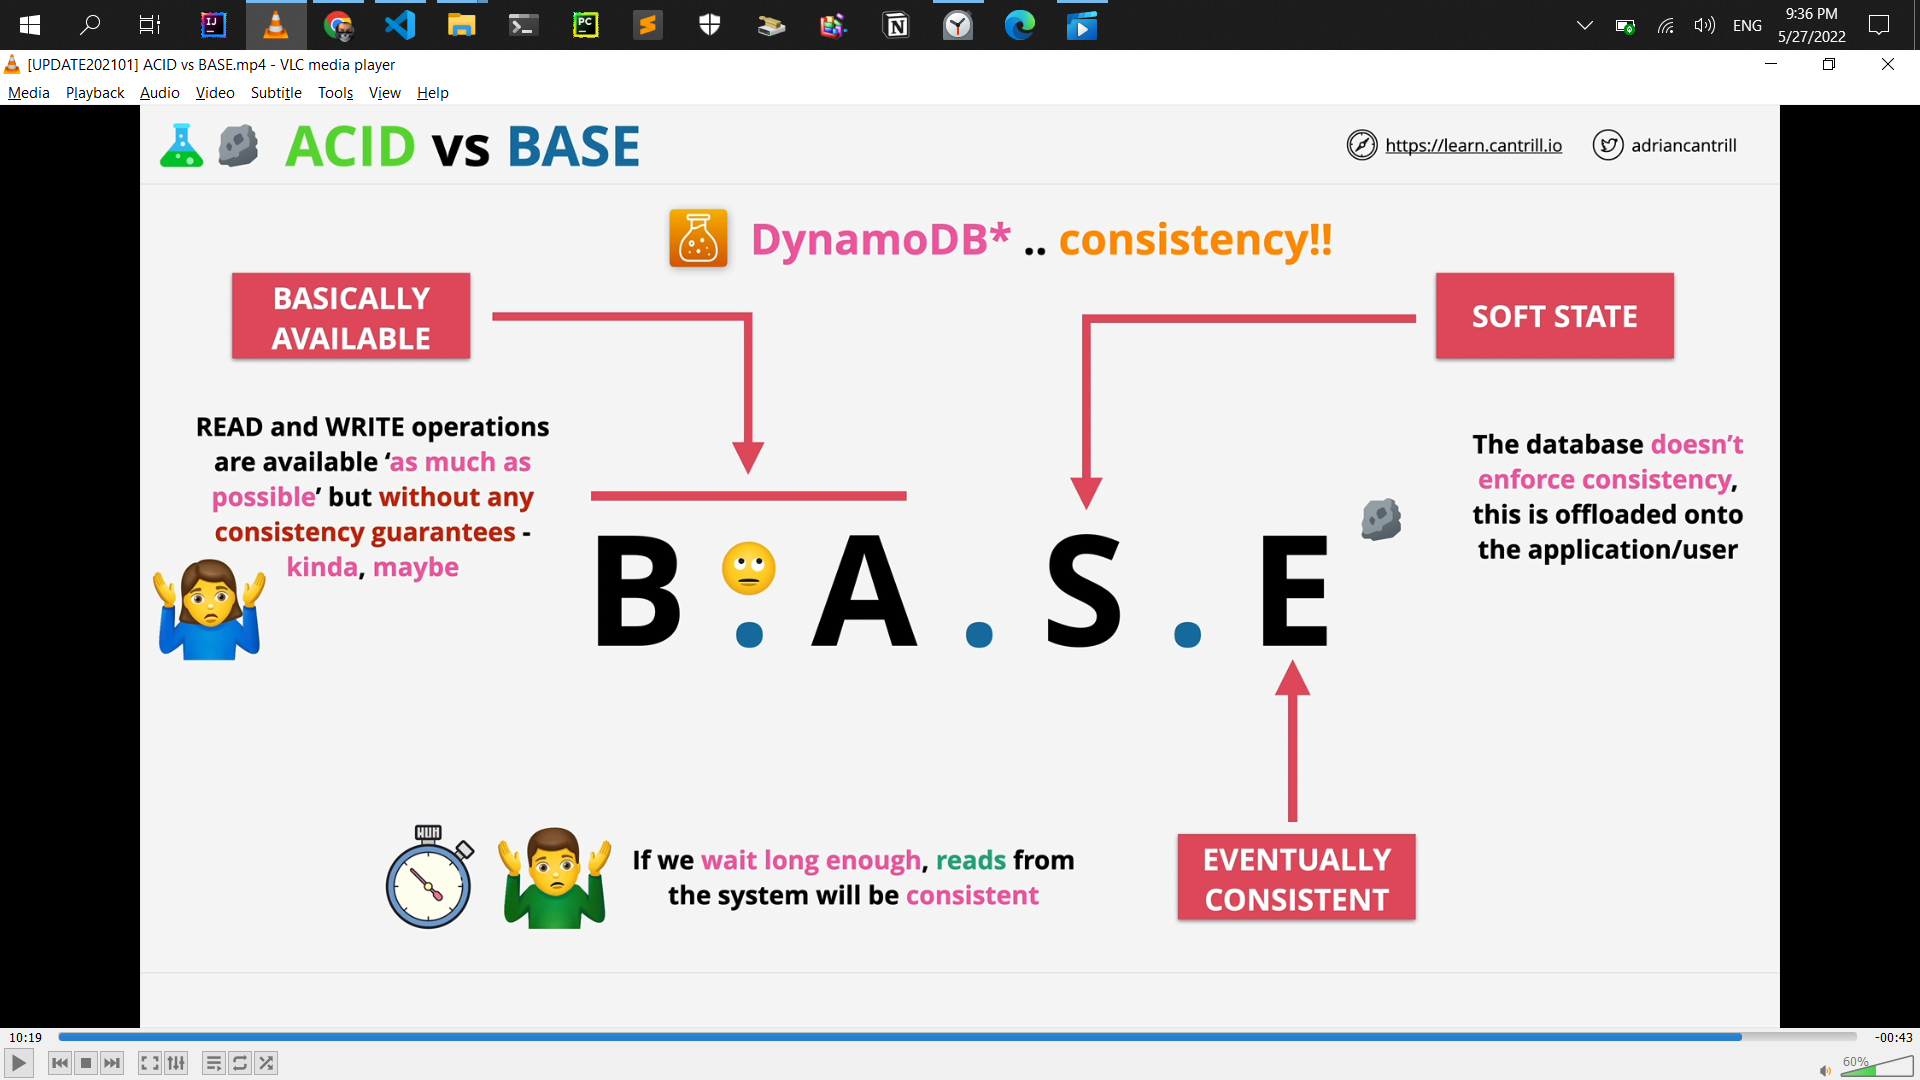 ENG
9:36 PM
5/27/2022
[UPDATE202101] ACID vs BASE.mp4 - VLC media player
Media Playback Audio Video Subtitle Tools View Help
ACID vs BASE
https://learn.cantrill.io
adriancantrill
DynamoDB* .. consistency!!
BASICALLY
AVAILABLE
SOFT STATE
READ and WRITE operations
are available ‘as much as
possible’ but without any
consistency guarantees -
kinda, maybe
The database doesn’t
enforce consistency,
this is offloaded onto
the application/user
B . A . S . E
If we wait long enough, reads from
the system will be consistent
EVENTUALLY
CONSISTENT
10:19
-00:43
60%